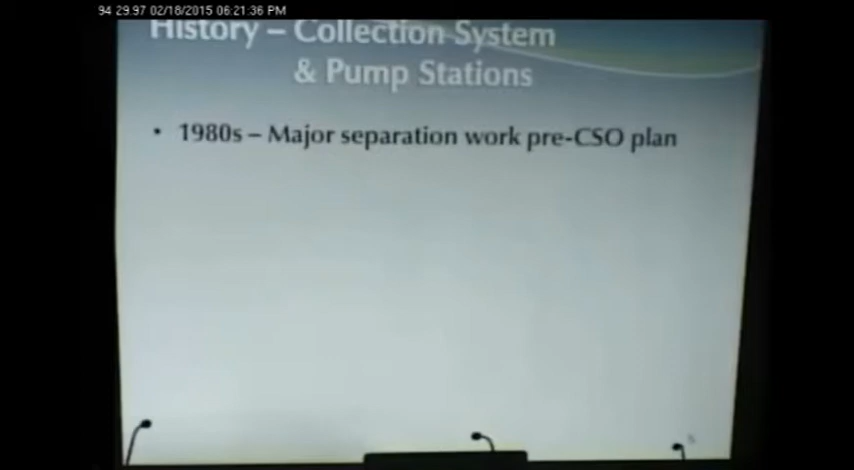 94 29.97 02/18/2015 06:21:36 PM
History – Collection System
& Pump Stations
• 1980s – Major separation work pre-CSO plan
5